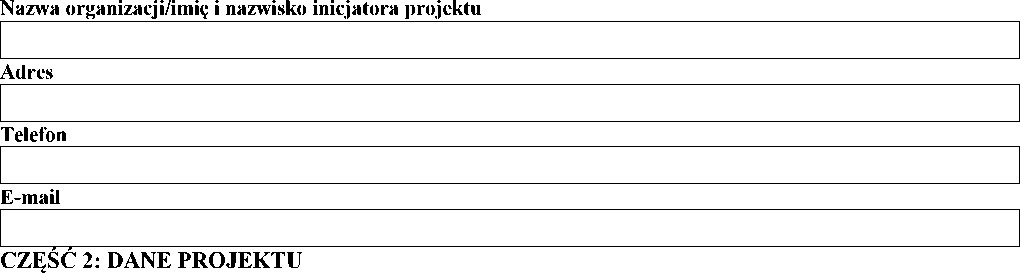 Nazwa organizacji/imię i nazwisko inicjatora projektu
Adres
Telefon
E-mail
CZĘŚĆ 2: DANE PROJEKTU